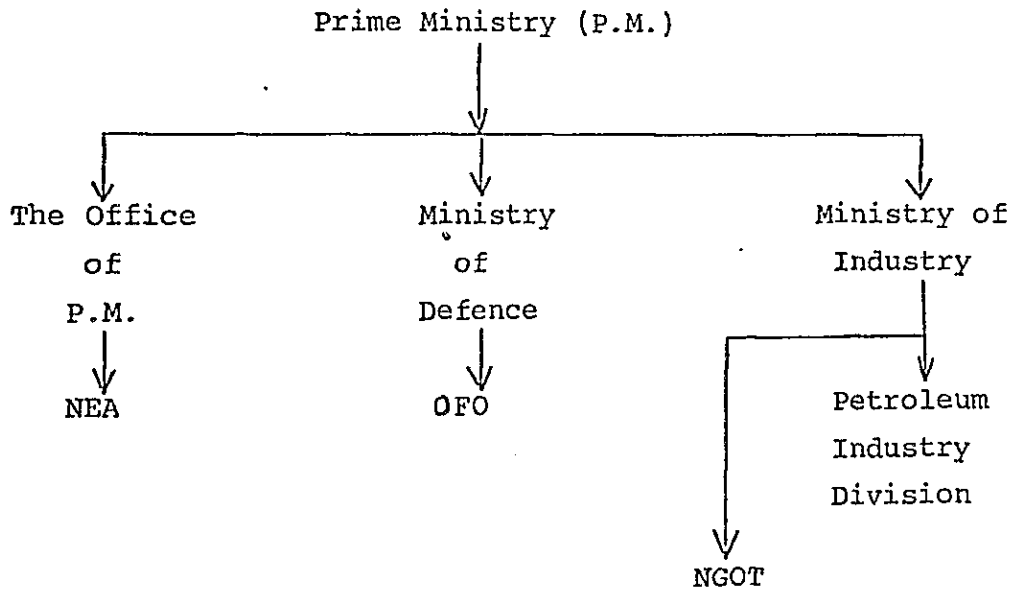 Prime Ministry (P.M.)
The Office
of
P.M.
NEA
Ministry
of
Defence
OFO
Ministry of
Industry
Petroleum
Industry
Division
NGOT